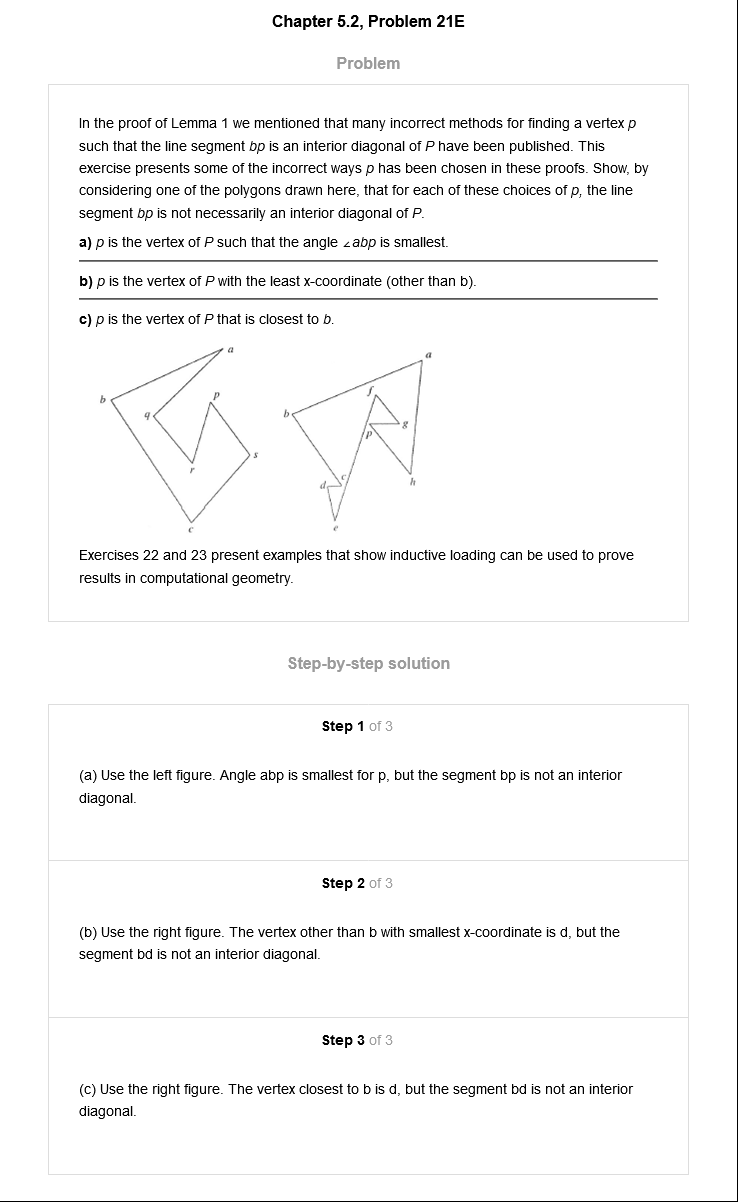 Chapter 5.2, Problem 21E
Problem
In the proof of Lemma 1 we mentioned that many incorrect methods for finding a vertex p
such that the line segment bp is an interior diagonal of P have been published. This
exercise presents some of the incorrect ways p has been chosen in these proofs. Show, by
considering one of the polygons drawn here, that for each of these choices of p, the line
segment bp is not necessarily an interior diagonal of P.
a) p is the vertex of P such that the angle ∠abp is smallest.
b) p is the vertex of P with the least x-coordinate (other than b).
c) p is the vertex of P that is closest to b.
a
b
p
q
s
r
c
a
f
b
g
p
c
d
h
e
Exercises 22 and 23 present examples that show inductive loading can be used to prove
results in computational geometry.
Step-by-step solution
Step 1 of 3
(a) Use the left figure. Angle abp is smallest for p, but the segment bp is not an interior
diagonal.
Step 2 of 3
(b) Use the right figure. The vertex other than b with smallest x-coordinate is d, but the
segment bd is not an interior diagonal.
Step 3 of 3
(c) Use the right figure. The vertex closest to b is d, but the segment bd is not an interior
diagonal.